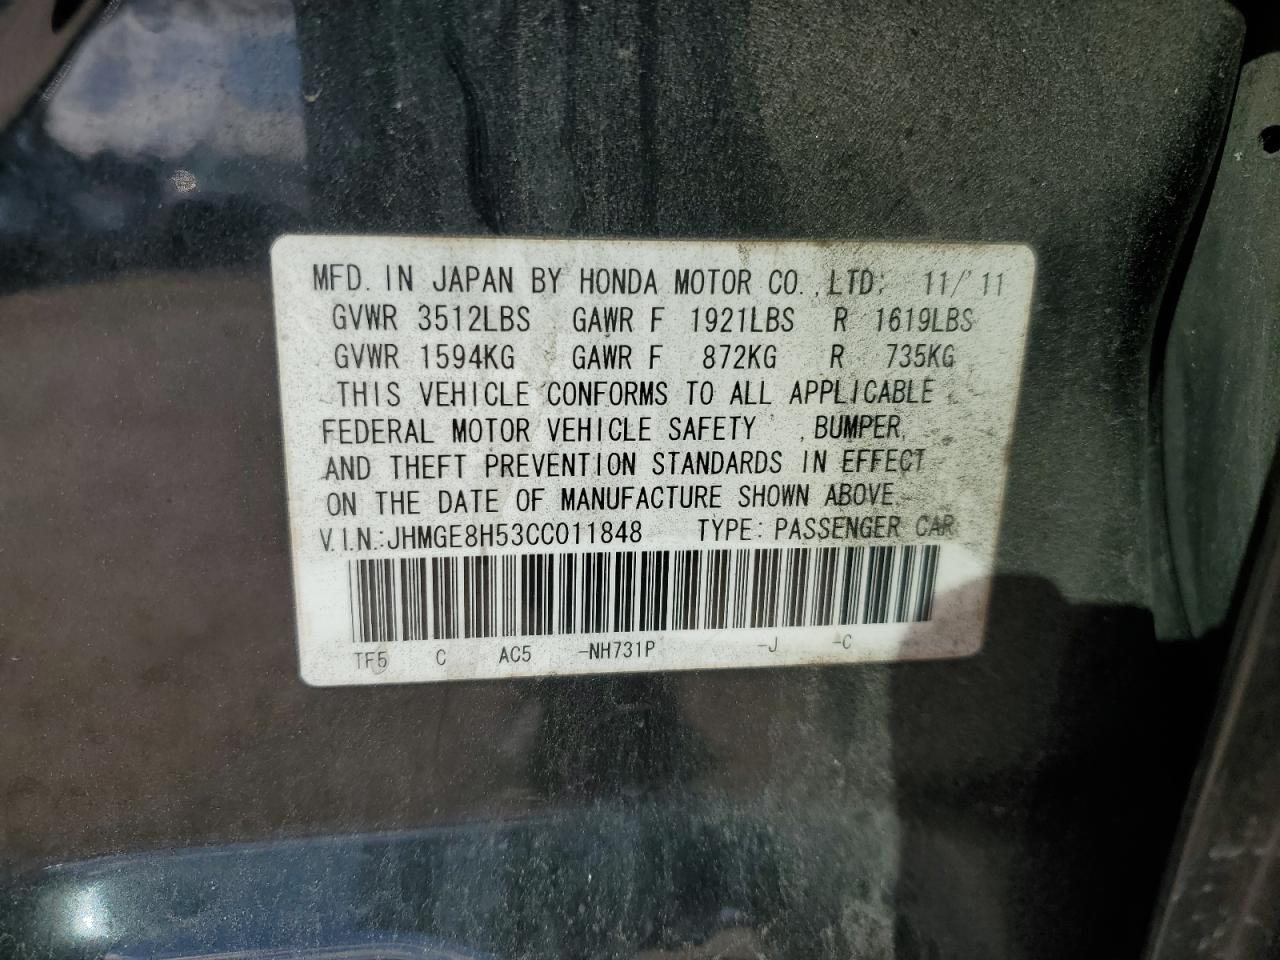 MFD. IN JAPAN BY HONDA MOTOR CO., LTD. 11/'11
GVWR 3512LBS GAWR F 1921LBS R 1619LBS
GVWR 1594KG GAWR F 872KG R 735KG
THIS VEHICLE CONFORMS TO ALL APPLICABLE
FEDERAL MOTOR VEHICLE SAFETY , BUMPER,
AND THEFT PREVENTION STANDARDS IN EFFECT
ON THE DATE OF MANUFACTURE SHOWN ABOVE.
V.I.N.:JHMGE8H53CC011848 TYPE: PASSENGER CAR
TF5 C AC5 -NH731P -J -C